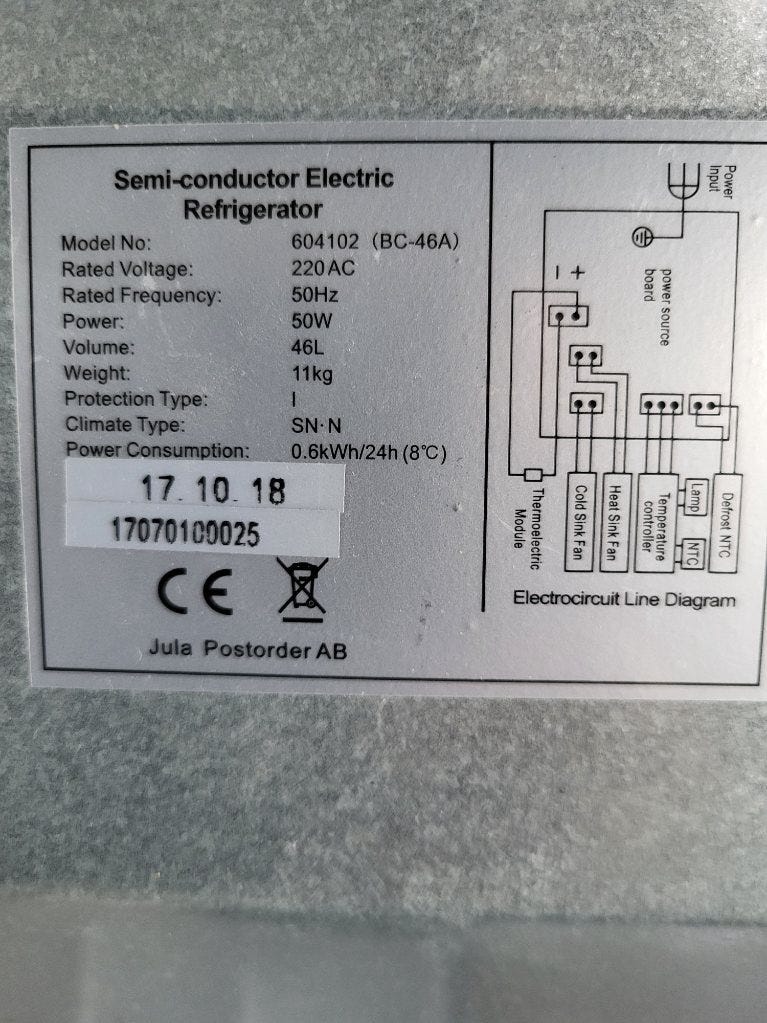 Semi-conductor Electric
Refrigerator
Model No: 604102 (BC-46A)
Rated Voltage: 220AC
Rated Frequency: 50Hz
Power: 50W
Volume: 46L
Weight: 11kg
Protection Type: I
Climate Type: SN·N
Power Consumption: 0.6kWh/24h (8℃)
17. 10. 18
17070100025
CE
Jula Postorder AB
Power
Input
power source
board
+
−
Thermoelectric
Module
Cold Sink Fan
Heat Sink Fan
Temperature
controller
Lamp
NTC
Defrost NTC
Electrocircuit Line Diagram